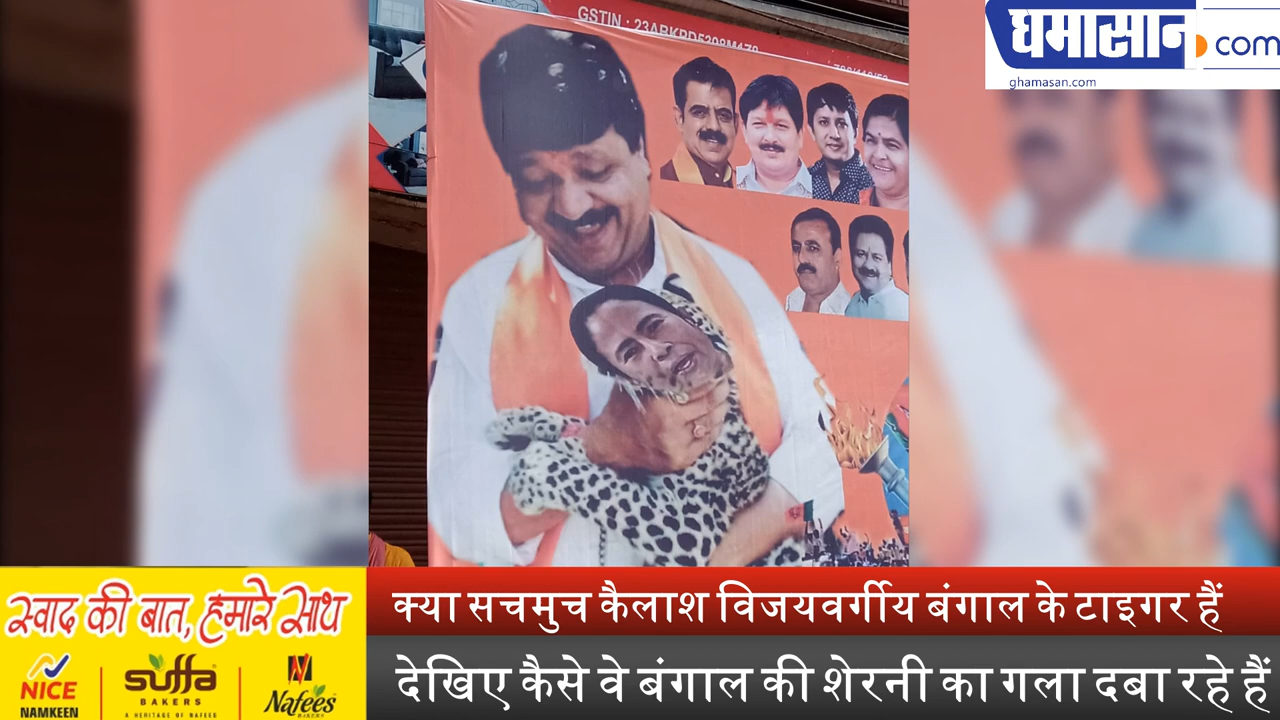 GSTIN :
घमासान.com
ghamasan.com
स्वाद की बात, हमारे साथ
NICE
NAMKEEN
suffa
BAKERS
A HERITAGE OF NAFEES
Nafees
BAKERY
क्या सचमुच कैलाश विजयवर्गीय बंगाल के टाइगर हैं
देखिए कैसे वे बंगाल की शेरनी का गला दबा रहे हैं